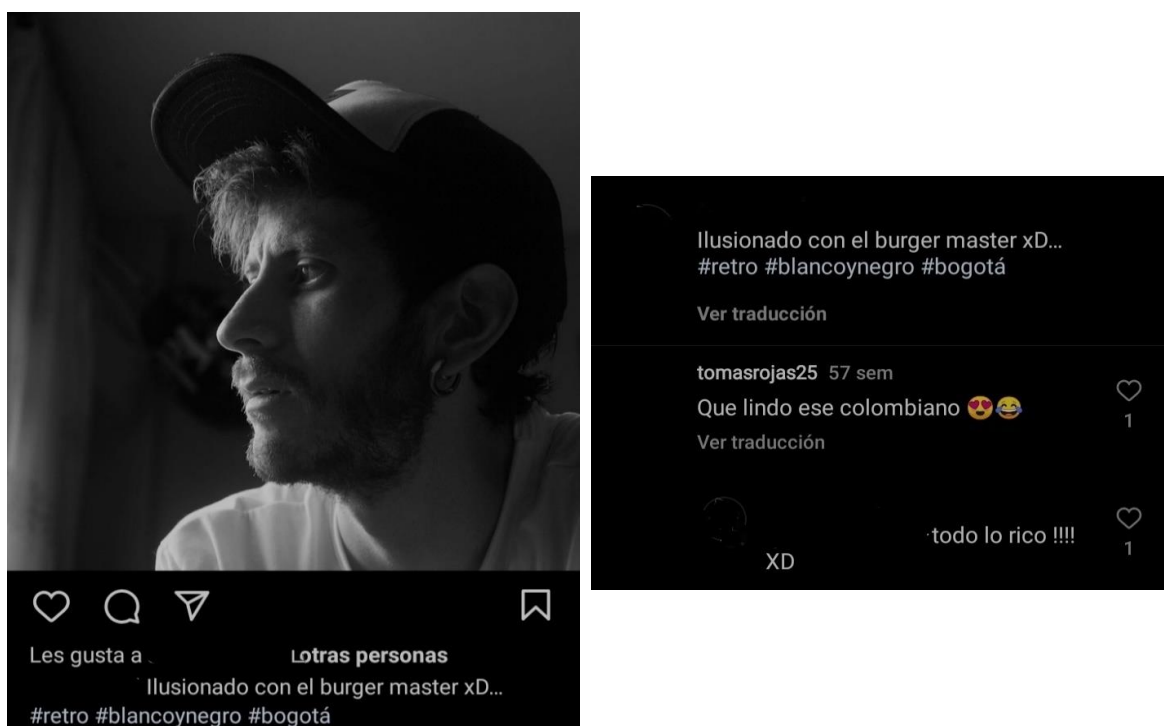 Les gusta a
otras personas
Ilusionado con el burger master xD...
#retro #blancoynegro #bogotá
Ilusionado con el burger master xD...
#retro #blancoynegro #bogotá
Ver traducción
tomasrojas25 57 sem
Que lindo ese colombiano 😍😂
1
Ver traducción
todo lo rico !!!!
XD
1